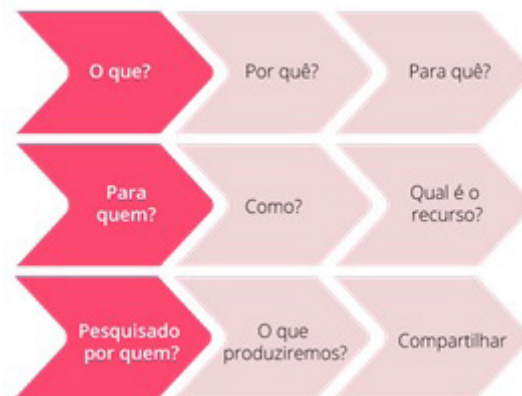 O que?
Por quê?
Para quê?
Para
quem?
Como?
Qual é o
recurso?
Pesquisado
por quem?
O que
produziremos?
Compartilhar